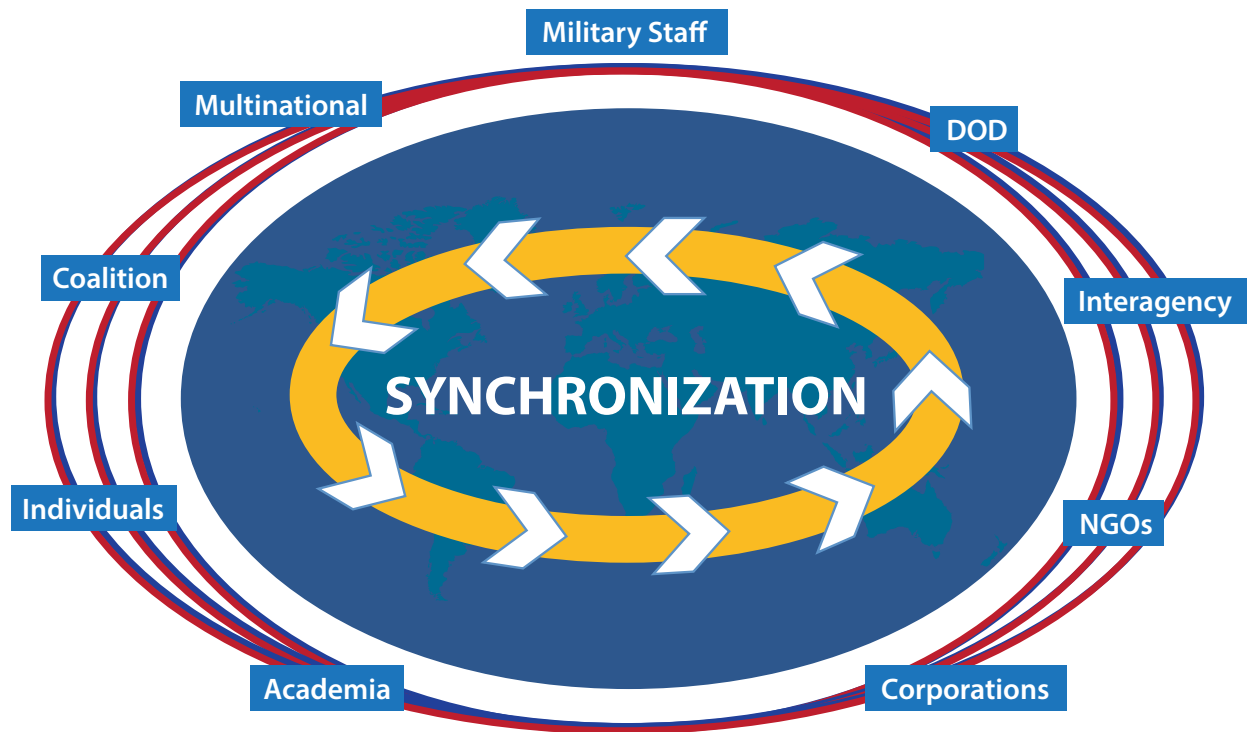 Military Staff
Multinational
DOD
Coalition
Interagency
SYNCHRONIZATION
Individuals
NGOs
Academia
Corporations